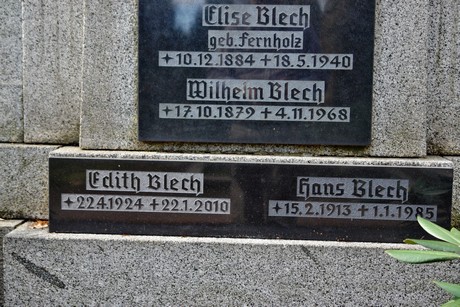 Elise Blech
geb. Fernholz
+10.12.1884 +18.5.1940
Wilhelm Blech
+17.10.1879 +4.11.1968
Edith Blech
*22.4.1924 +22.1.2010
Hans Blech
*15.2.1913 +1.1.1985